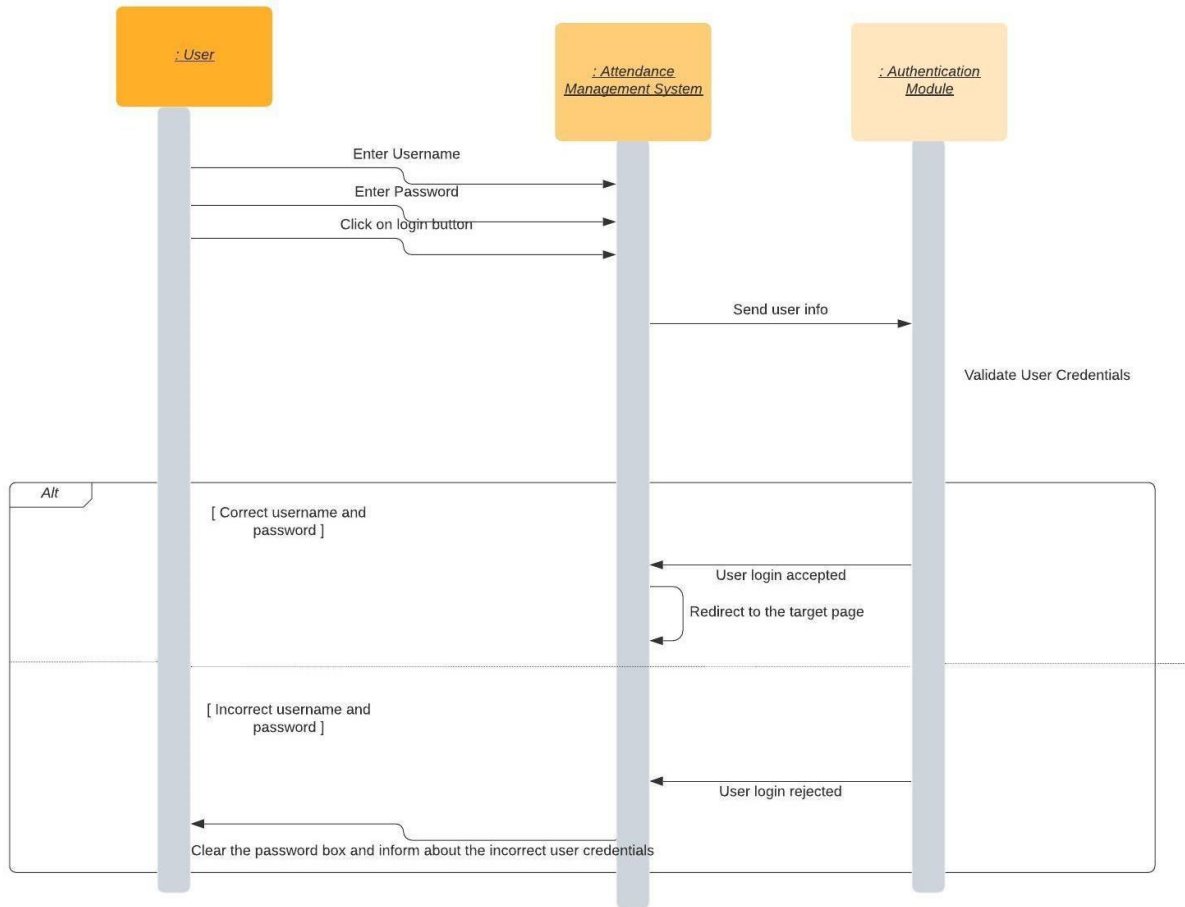 : User
: Attendance
Management System
: Authentication
Module
Enter Username
Enter Password
Click on login button
Send user info
Validate User Credentials
Alt
[ Correct username and
password ]
User login accepted
Redirect to the target page
[ Incorrect username and
password ]
User login rejected
Clear the password box and inform about the incorrect user credentials